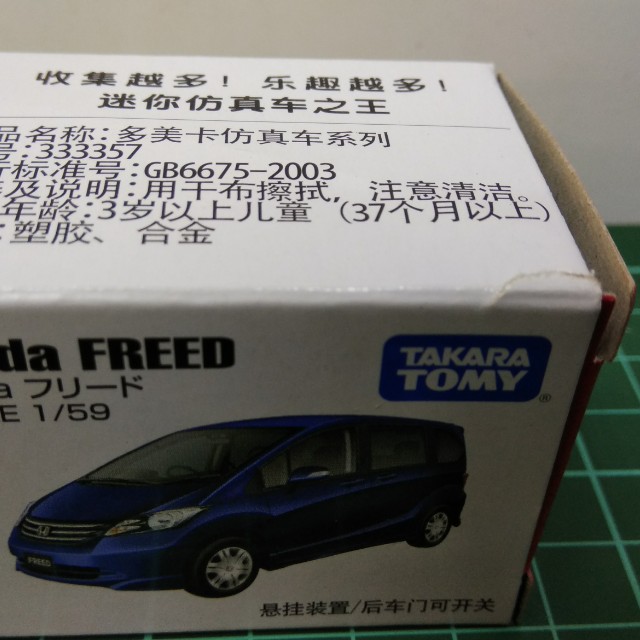 收集越多！ 乐趣越多！
迷你仿真车之王
品名称:多美卡仿真车系列
号:333357
标准号:GB6675-2003
及说明:用干布擦拭，注意清洁。
年龄:3岁以上儿童 (37个月以上)
:塑胶、合金
da FREED
a フリード
E 1/59
TAKARA
TOMY
®
FREED
悬挂装置/后车门可开关